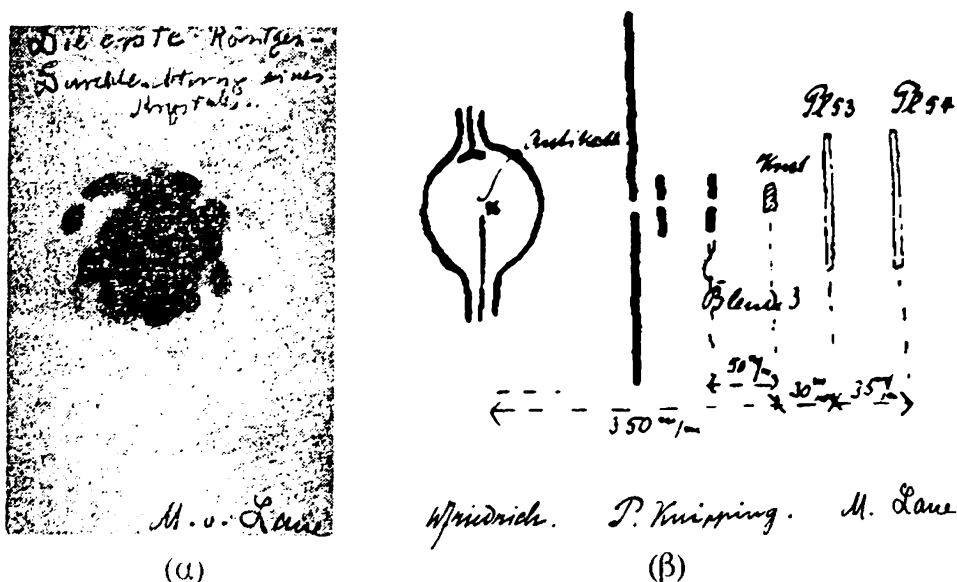 Die erste Röntgen-
Durchleuchtung eines
Krystalls.
M. v. Laue
(α)
Antikath
Pl 53
Pl 54
Krist
Blende 3
50 m/m
30 m/m
35 m/m
350 m/m
W Friedrich.
P. Knipping.
M. Laue
(β)